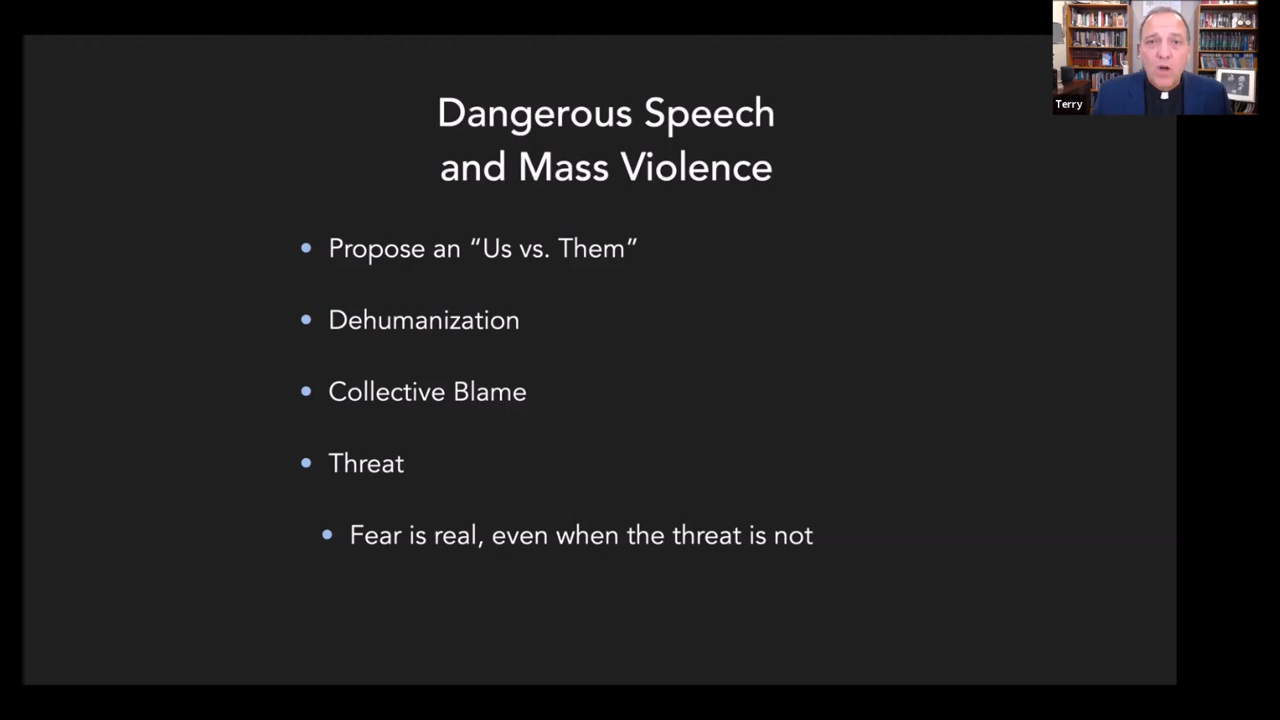 Dangerous Speech
and Mass Violence
• Propose an “Us vs. Them”
• Dehumanization
• Collective Blame
• Threat
• Fear is real, even when the threat is not
Terry